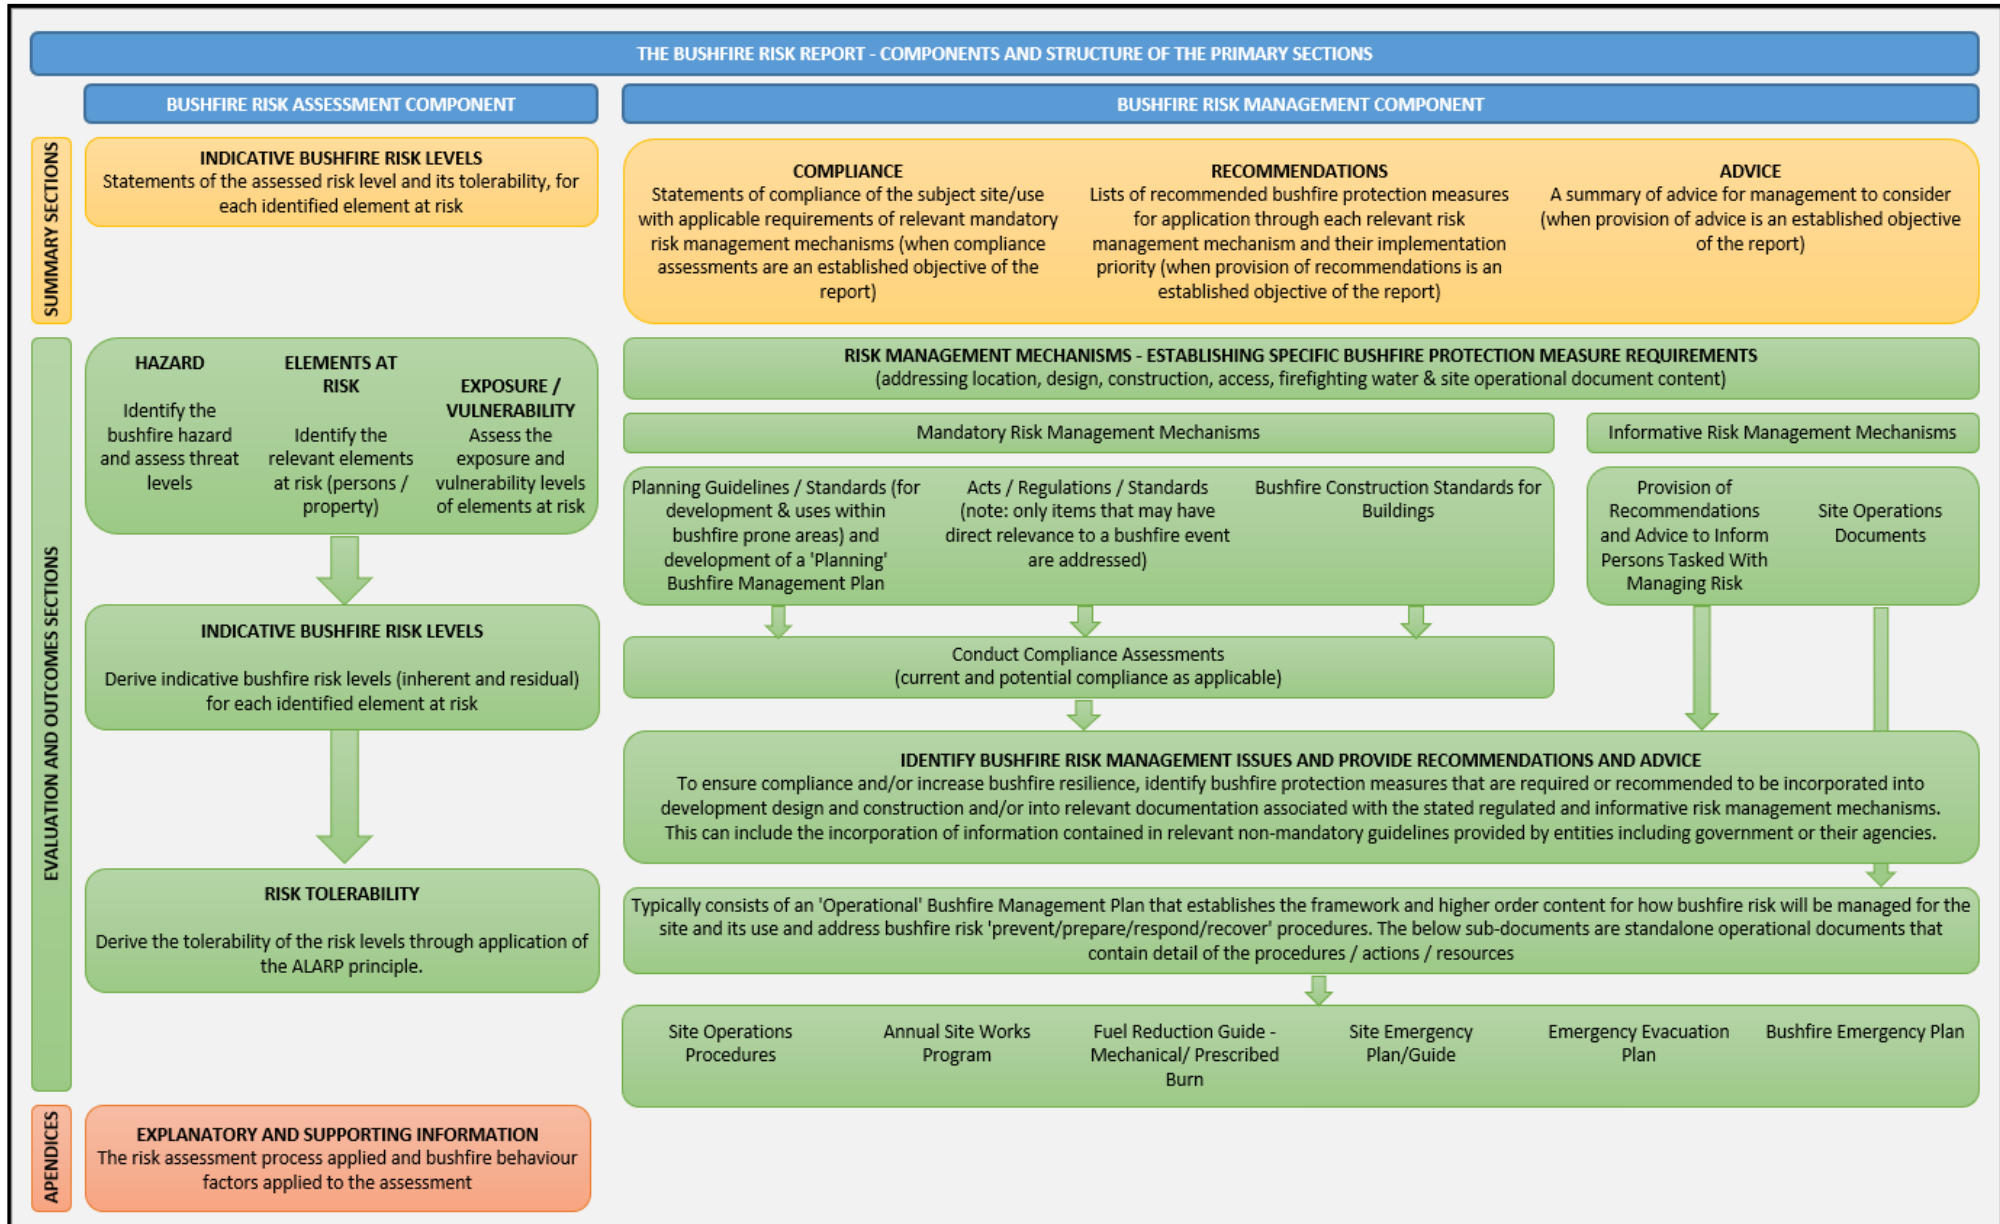 THE BUSHFIRE RISK REPORT - COMPONENTS AND STRUCTURE OF THE PRIMARY SECTIONS
BUSHFIRE RISK ASSESSMENT COMPONENT
BUSHFIRE RISK MANAGEMENT COMPONENT
SUMMARY SECTIONS
INDICATIVE BUSHFIRE RISK LEVELS
Statements of the assessed risk level and its tolerability, for
each identified element at risk
COMPLIANCE
Statements of compliance of the subject site/use
with applicable requirements of relevant mandatory
risk management mechanisms (when compliance
assessments are an established objective of the
report)
RECOMMENDATIONS
Lists of recommended bushfire protection measures
for application through each relevant risk
management mechanism and their implementation
priority (when provision of recommendations is an
established objective of the report)
ADVICE
A summary of advice for management to consider
(when provision of advice is an established objective
of the report)
EVALUATION AND OUTCOMES SECTIONS
HAZARD
Identify the
bushfire hazard
and assess threat
levels
ELEMENTS AT
RISK
Identify the
relevant elements
at risk (persons /
property)
EXPOSURE /
VULNERABILITY
Assess the
exposure and
vulnerability levels
of elements at risk
INDICATIVE BUSHFIRE RISK LEVELS
Derive indicative bushfire risk levels (inherent and residual)
for each identified element at risk
RISK TOLERABILITY
Derive the tolerability of the risk levels through application of
the ALARP principle.
RISK MANAGEMENT MECHANISMS - ESTABLISHING SPECIFIC BUSHFIRE PROTECTION MEASURE REQUIREMENTS
(addressing location, design, construction, access, firefighting water & site operational document content)
Mandatory Risk Management Mechanisms
Informative Risk Management Mechanisms
Planning Guidelines / Standards (for
development & uses within
bushfire prone areas) and
development of a 'Planning'
Bushfire Management Plan
Acts / Regulations / Standards
(note: only items that may have
direct relevance to a bushfire event
are addressed)
Bushfire Construction Standards for
Buildings
Provision of
Recommendations
and Advice to Inform
Persons Tasked With
Managing Risk
Site Operations
Documents
Conduct Compliance Assessments
(current and potential compliance as applicable)
IDENTIFY BUSHFIRE RISK MANAGEMENT ISSUES AND PROVIDE RECOMMENDATIONS AND ADVICE
To ensure compliance and/or increase bushfire resilience, identify bushfire protection measures that are required or recommended to be incorporated into
development design and construction and/or into relevant documentation associated with the stated regulated and informative risk management mechanisms.
This can include the incorporation of information contained in relevant non-mandatory guidelines provided by entities including government or their agencies.
Typically consists of an 'Operational' Bushfire Management Plan that establishes the framework and higher order content for how bushfire risk will be managed for the
site and its use and address bushfire risk 'prevent/prepare/respond/recover' procedures. The below sub-documents are standalone operational documents that
contain detail of the procedures / actions / resources
Site Operations
Procedures
Annual Site Works
Program
Fuel Reduction Guide -
Mechanical/ Prescribed
Burn
Site Emergency
Plan/Guide
Emergency Evacuation
Plan
Bushfire Emergency Plan
APENDICES
EXPLANATORY AND SUPPORTING INFORMATION
The risk assessment process applied and bushfire behaviour
factors applied to the assessment